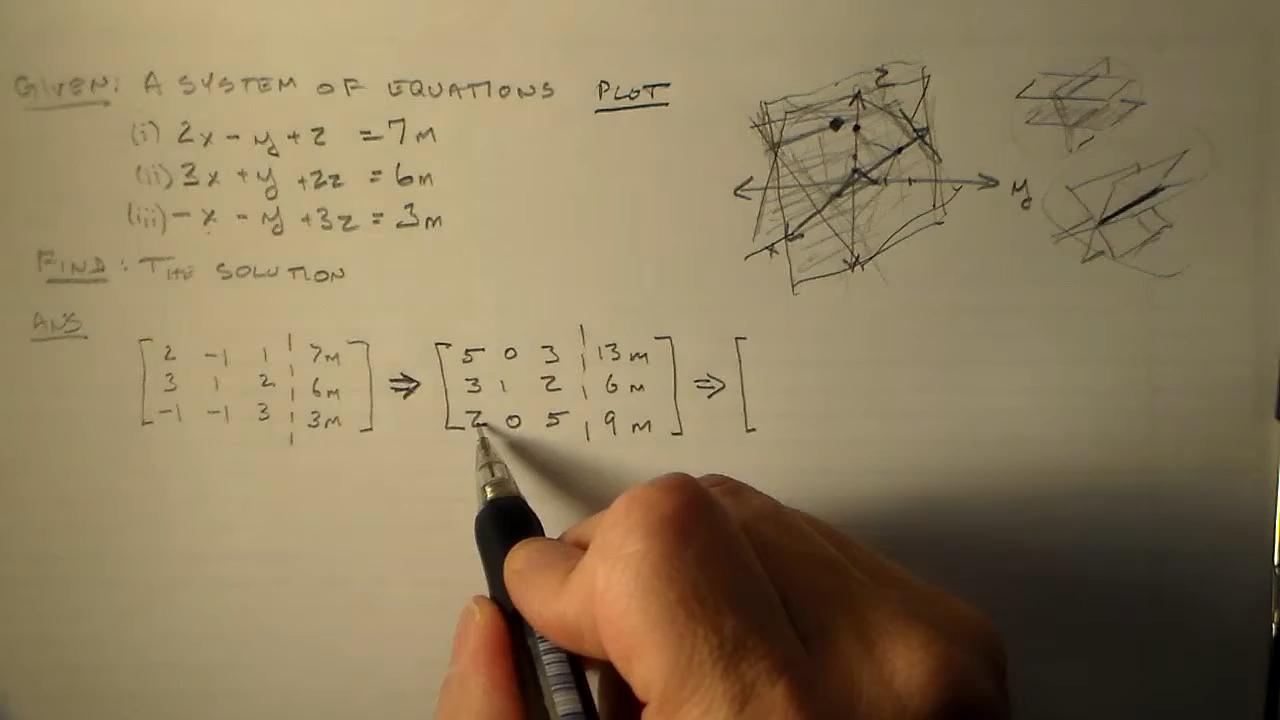 GIVEN: A SYSTEM OF EQUATIONS PLOT
(i) 2x - y + z = 7m
(ii) 3x + y + 2z = 6m
(iii) - x - y + 3z = 3m
FIND: THE SOLUTION
ANS
2 -1 1 7m
3 1 2 6m
-1 -1 3 3m
⇒
5 0 3 13m
3 1 2 6m
2 0 5 9m
⇒
z
y
x